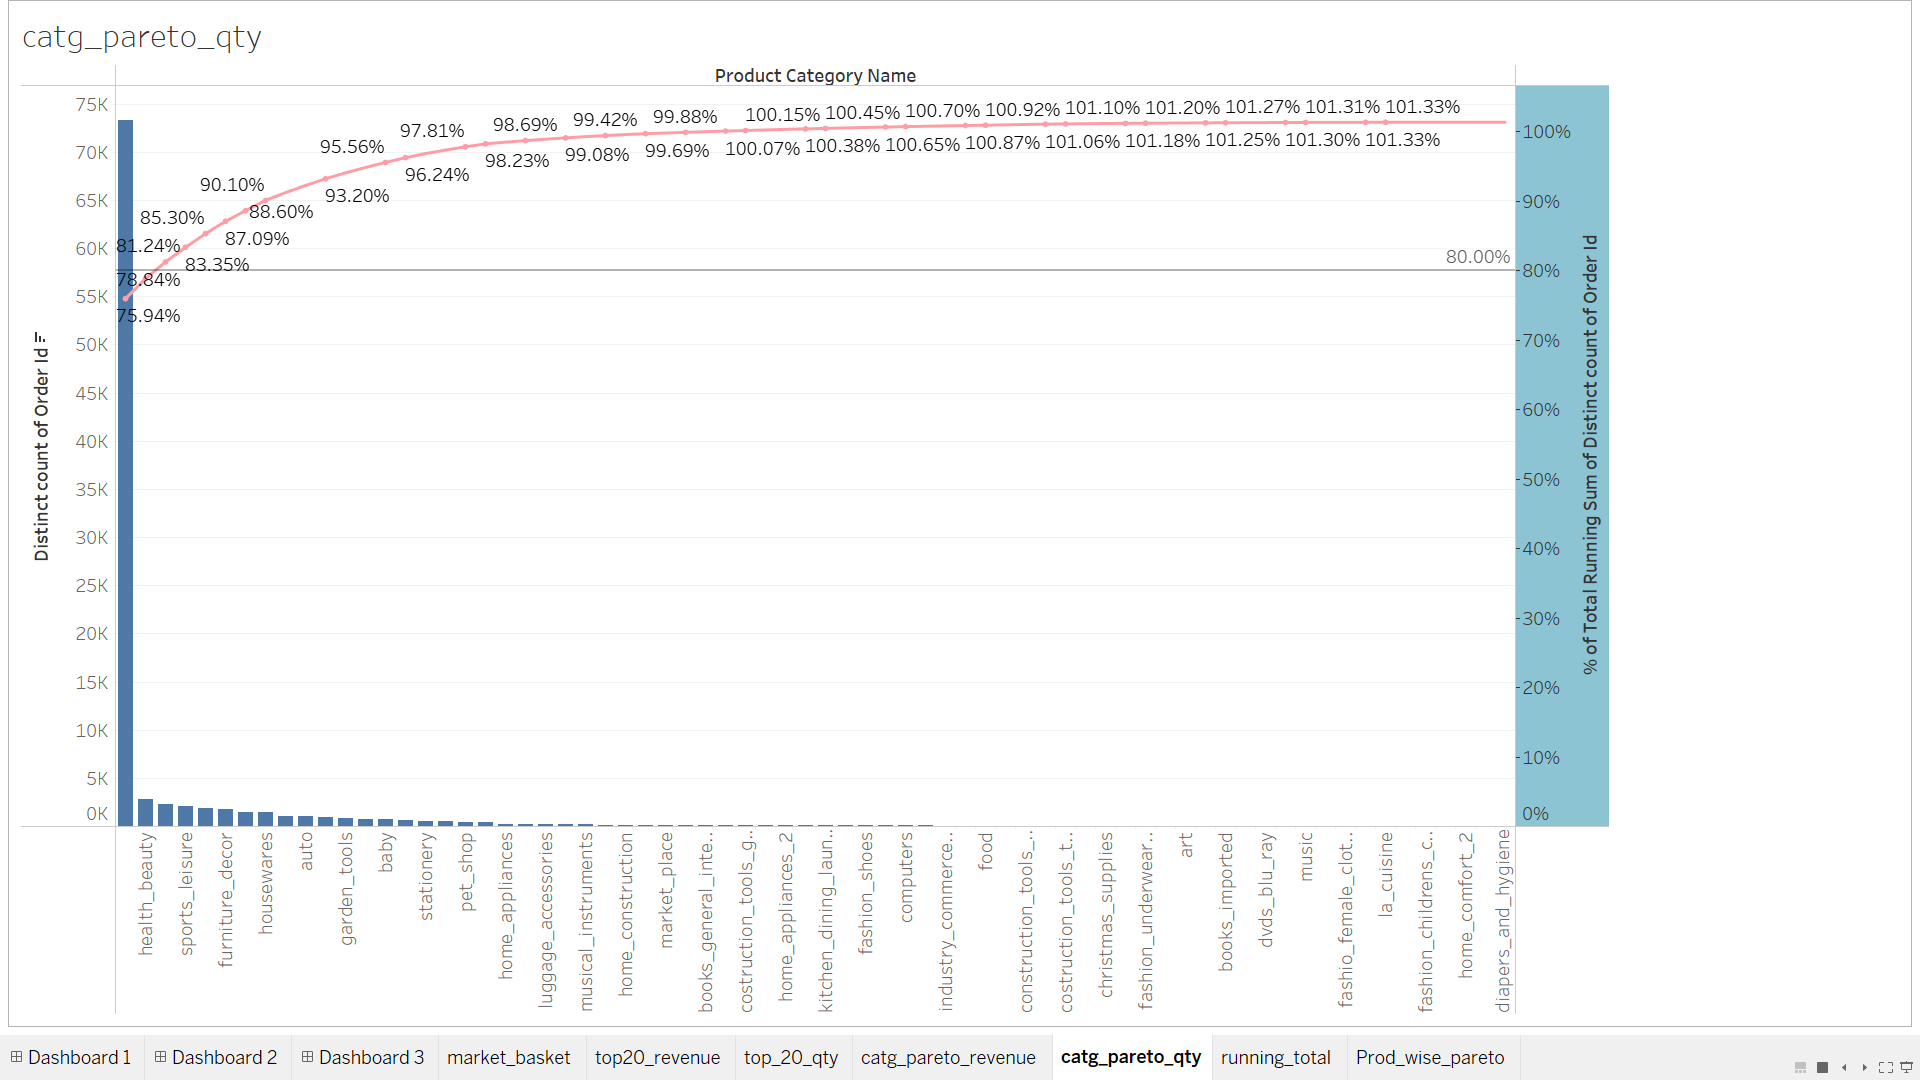 catg_pareto_qty
Product Category Name
75K
70K
65K
60K
55K
50K
45K
40K
35K
30K
25K
20K
15K
10K
5K
0K
Distinct count of Order Id
75.94%
78.84%
81.24%
83.35%
85.30%
87.09%
88.60%
90.10%
93.20%
95.56%
96.24%
97.81%
98.23%
98.69%
99.08%
99.42%
99.69%
99.88%
100.07%
100.15%
100.38%
100.45%
100.65%
100.70%
100.87%
100.92%
101.06%
101.10%
101.18%
101.20%
101.25%
101.27%
101.30%
101.31%
101.33%
101.33%
80.00%
100%
90%
80%
70%
60%
50%
40%
30%
20%
10%
0%
% of Total Running Sum of Distinct count of Order Id
health_beauty
sports_leisure
furniture_decor
housewares
auto
garden_tools
baby
stationery
pet_shop
home_appliances
luggage_accessories
musical_instruments
home_construction
market_place
books_general_inte..
costruction_tools_g..
home_appliances_2
kitchen_dining_laun..
fashion_shoes
computers
industry_commerce..
food
construction_tools_..
costruction_tools_t..
christmas_supplies
fashion_underwear..
art
books_imported
dvds_blu_ray
music
fashio_female_clot..
la_cuisine
fashion_childrens_c..
home_comfort_2
diapers_and_hygiene
Dashboard 1
Dashboard 2
Dashboard 3
market_basket
top20_revenue
top_20_qty
catg_pareto_revenue
catg_pareto_qty
running_total
Prod_wise_pareto